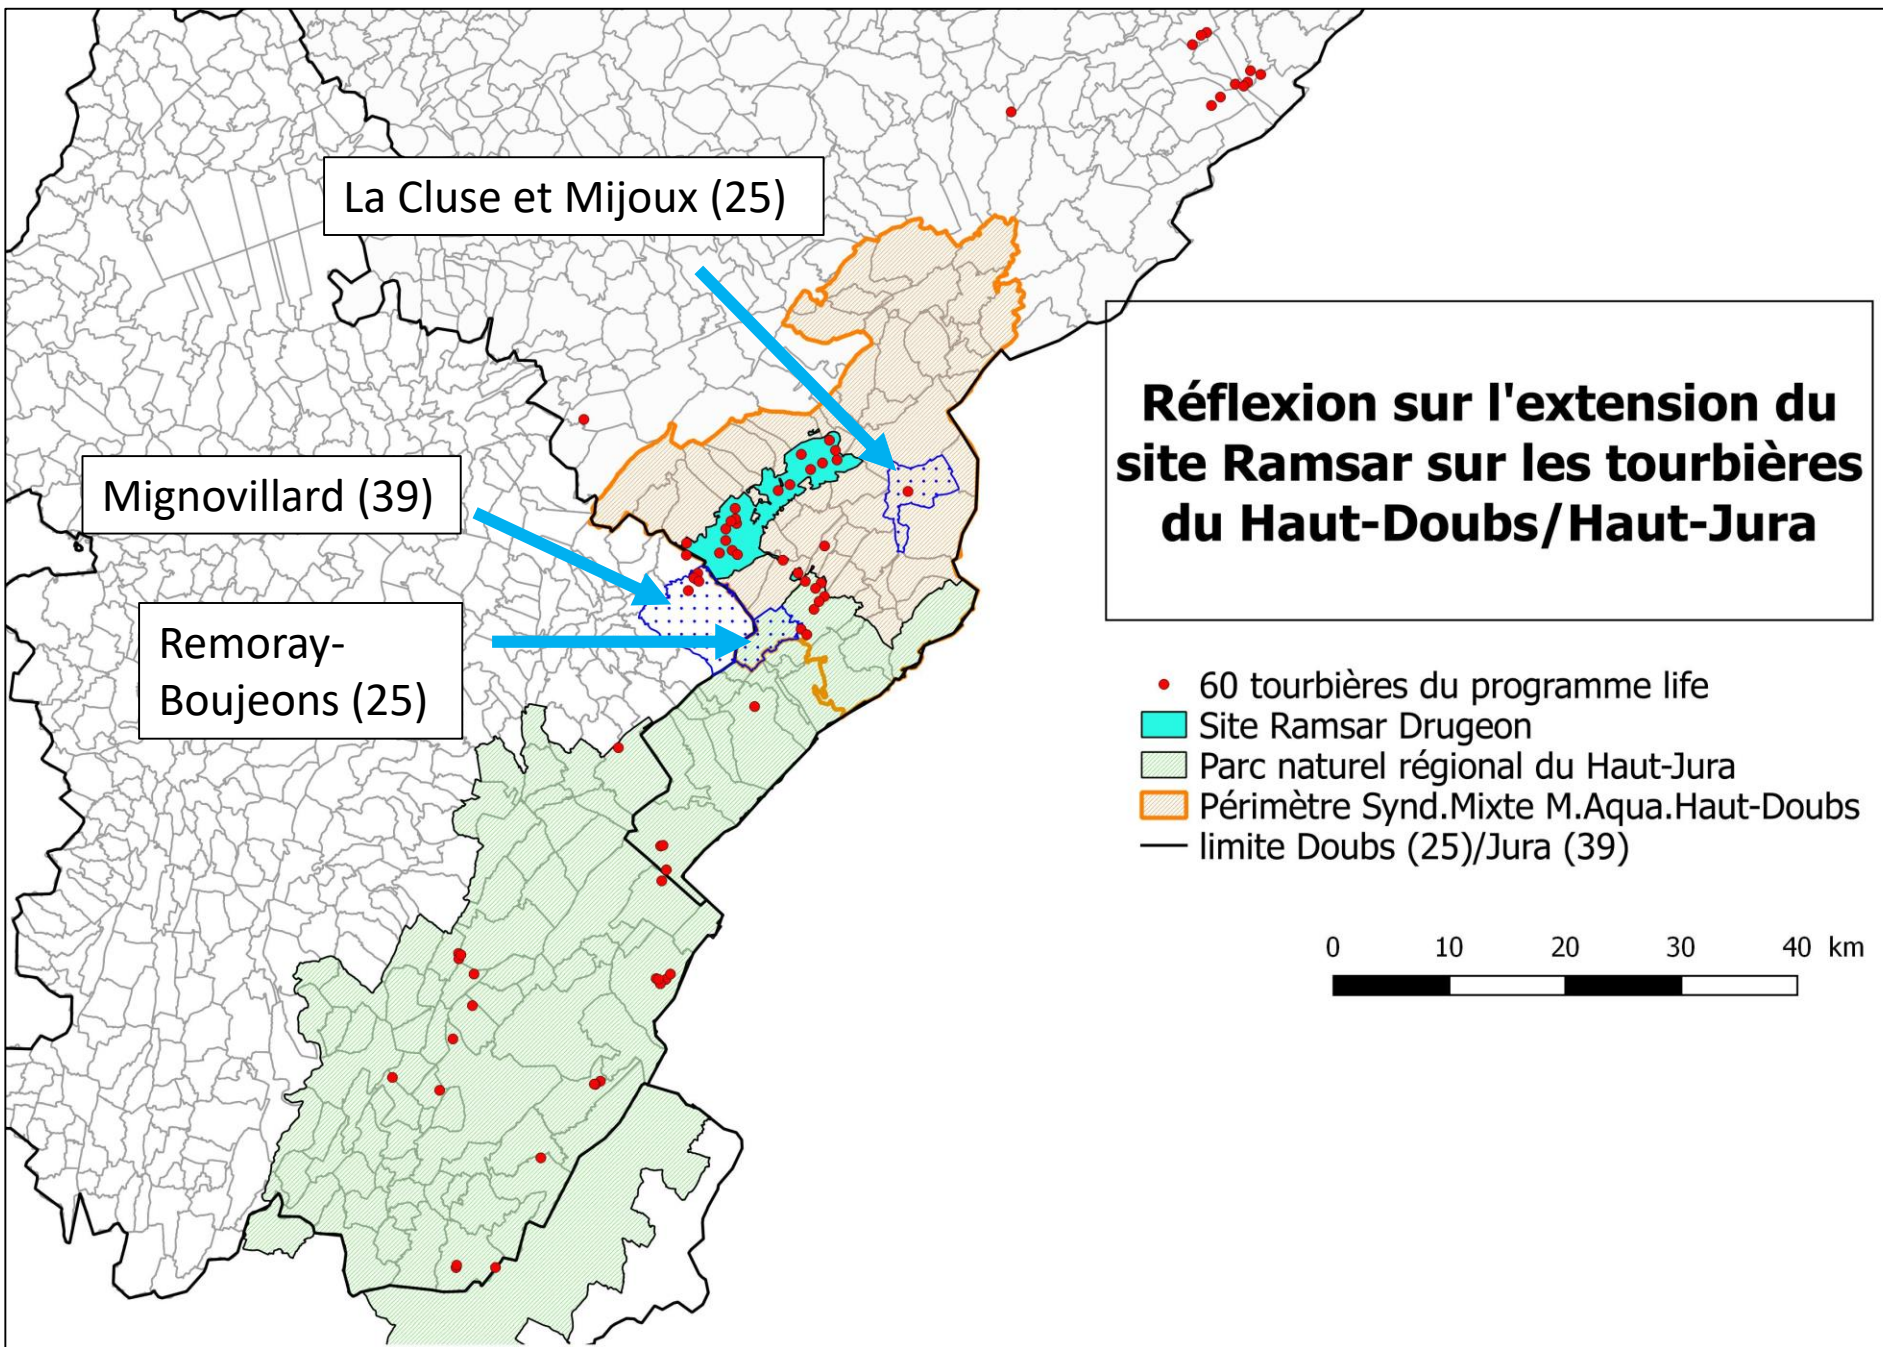 La Cluse et Mijoux (25)
Mignovillard (39)
Remoray-
Boujeons (25)
Réflexion sur l'extension du
site Ramsar sur les tourbières
du Haut-Doubs/Haut-Jura
60 tourbières du programme life
Site Ramsar Drugeon
Parc naturel régional du Haut-Jura
Périmètre Synd.Mixte M.Aqua.Haut-Doubs
limite Doubs (25)/Jura (39)
0 10 20 30 40 km